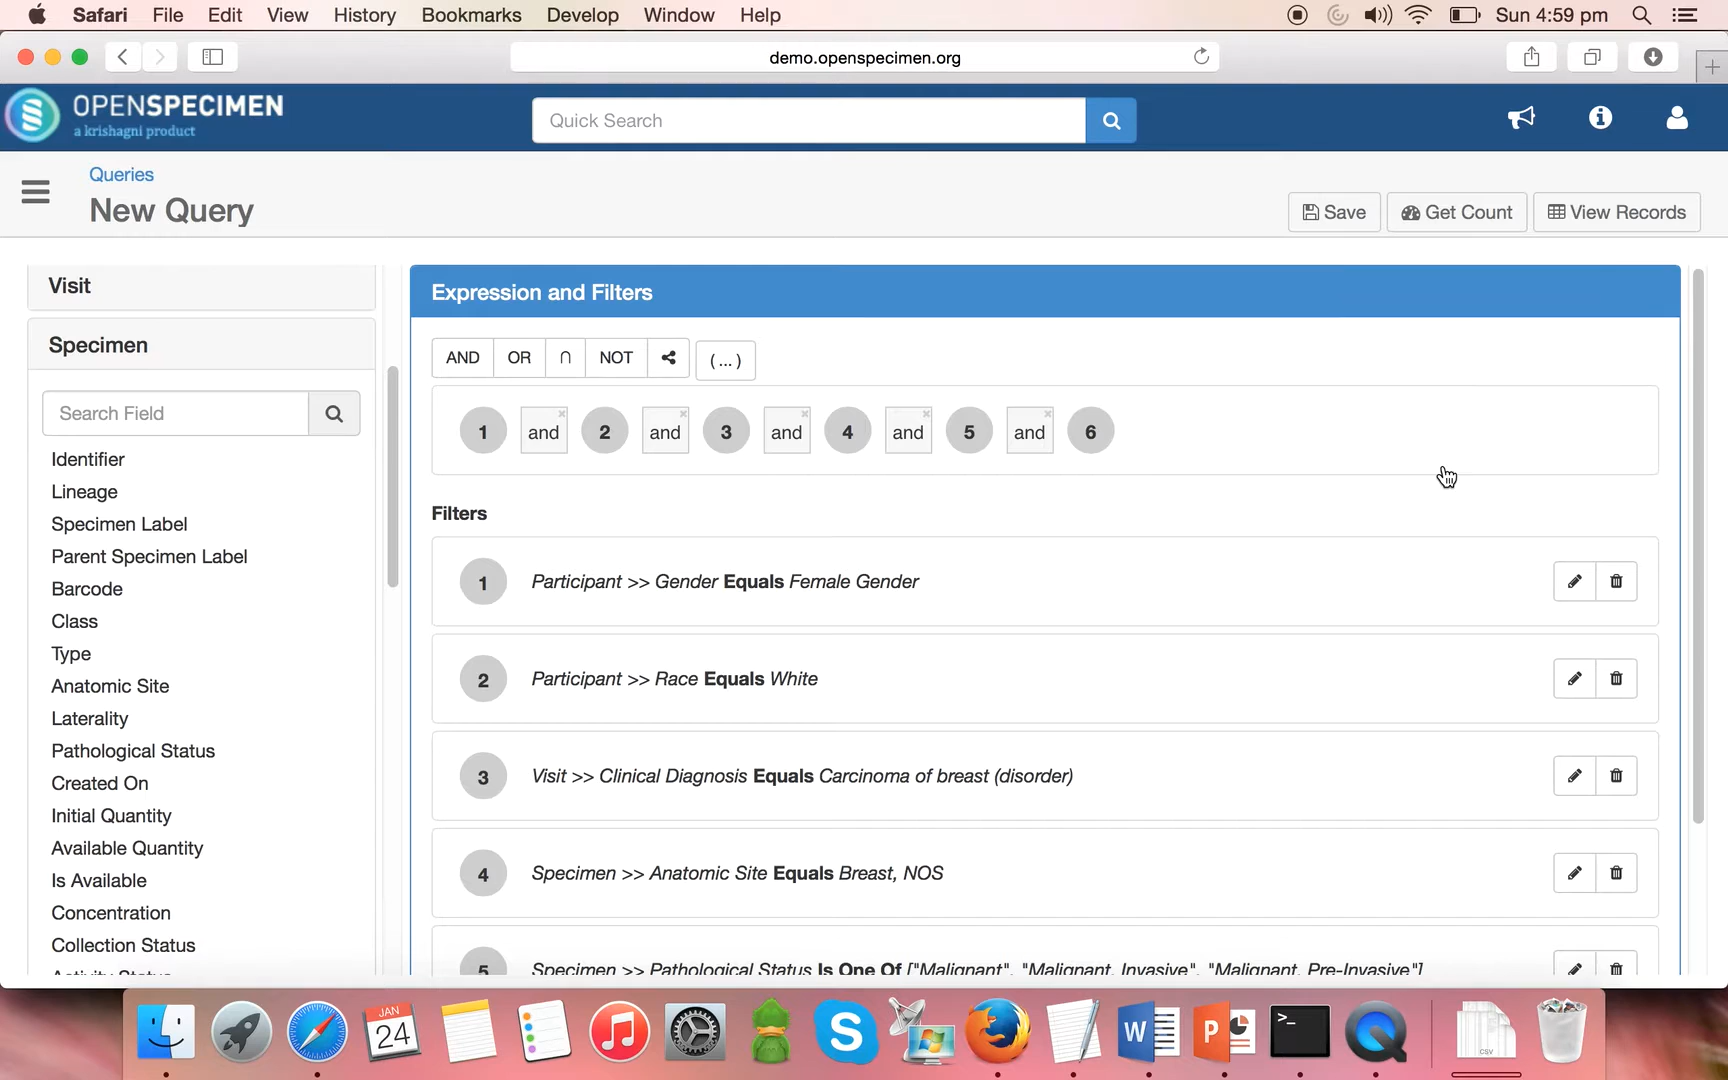 Safari File Edit View History Bookmarks Develop Window Help Sun 4:59 pm
demo.openspecimen.org
OPENSPECIMEN
a krishagni product
Quick Search
Queries
New Query
Save Get Count View Records
Visit
Specimen
Search Field
Identifier
Lineage
Specimen Label
Parent Specimen Label
Barcode
Class
Type
Anatomic Site
Laterality
Pathological Status
Created On
Initial Quantity
Available Quantity
Is Available
Concentration
Collection Status
Activity Status
Expression and Filters
AND OR ∩ NOT (...)
1 and 2 and 3 and 4 and 5 and 6
Filters
1 Participant >> Gender Equals Female Gender
2 Participant >> Race Equals White
3 Visit >> Clinical Diagnosis Equals Carcinoma of breast (disorder)
4 Specimen >> Anatomic Site Equals Breast, NOS
5 Specimen >> Pathological Status Is One Of ["Malignant", "Malignant, Invasive", "Malignant, Pre-Invasive"]
JAN
24
S
W
P
>_
CSV